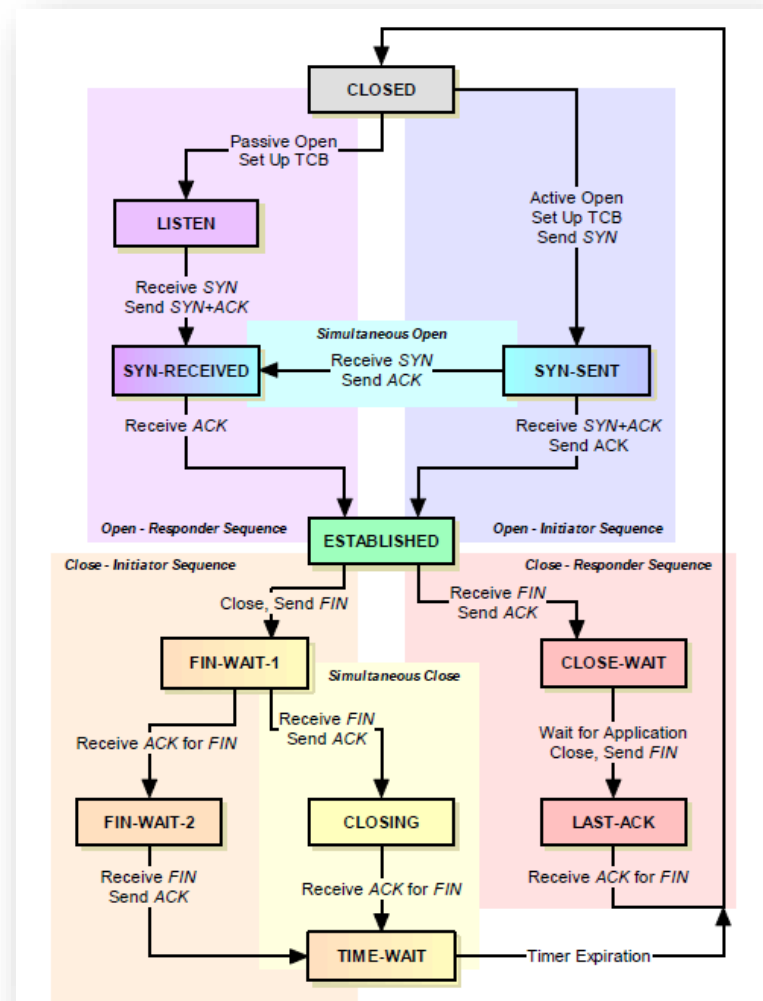 CLOSED
Passive Open
Set Up TCB
Active Open
Set Up TCB
Send SYN
LISTEN
Receive SYN
Send SYN+ACK
Simultaneous Open
SYN-RECEIVED
Receive SYN
Send ACK
SYN-SENT
Receive ACK
Receive SYN+ACK
Send ACK
Open - Responder Sequence
Open - Initiator Sequence
ESTABLISHED
Close - Initiator Sequence
Close - Responder Sequence
Close, Send FIN
Receive FIN
Send ACK
FIN-WAIT-1
Simultaneous Close
CLOSE-WAIT
Receive ACK for FIN
Receive FIN
Send ACK
Wait for Application
Close, Send FIN
FIN-WAIT-2
CLOSING
LAST-ACK
Receive FIN
Send ACK
Receive ACK for FIN
Receive ACK for FIN
TIME-WAIT
Timer Expiration